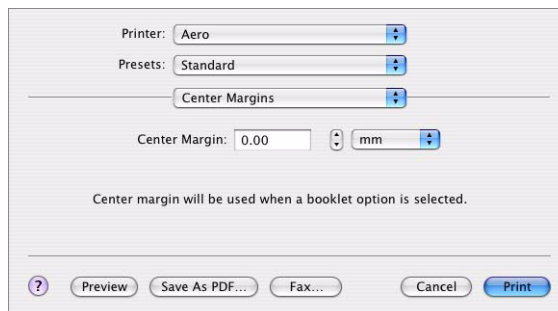 Printer: Aero
Presets: Standard
Center Margins
Center Margin: 0.00 mm
Center margin will be used when a booklet option is selected.
? Preview Save As PDF... Fax... Cancel Print